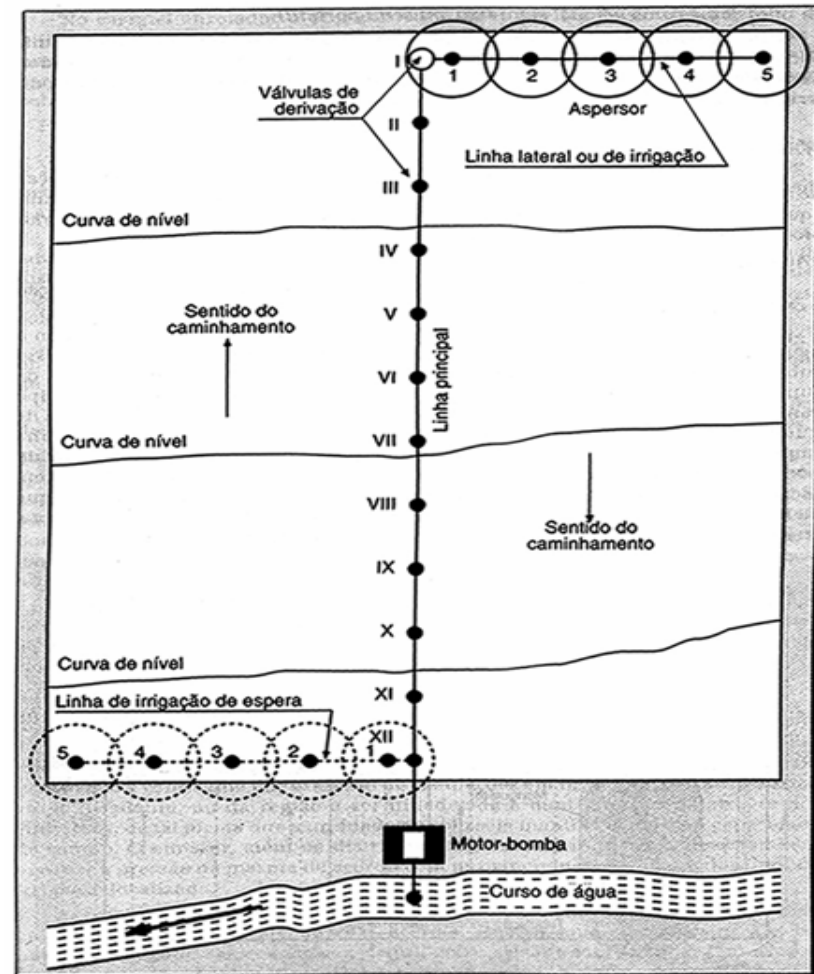 I
1
2
3
4
5
Válvulas de
derivação
Aspersor
II
Linha lateral ou de irrigação
III
Curva de nível
IV
Sentido do
caminhamento
V
Linha principal
VI
Curva de nível
VII
VIII
Sentido do
caminhamento
IX
X
Curva de nível
XI
Linha de irrigação de espera
XII
5
4
3
2
1
Motor-bomba
Curso de água